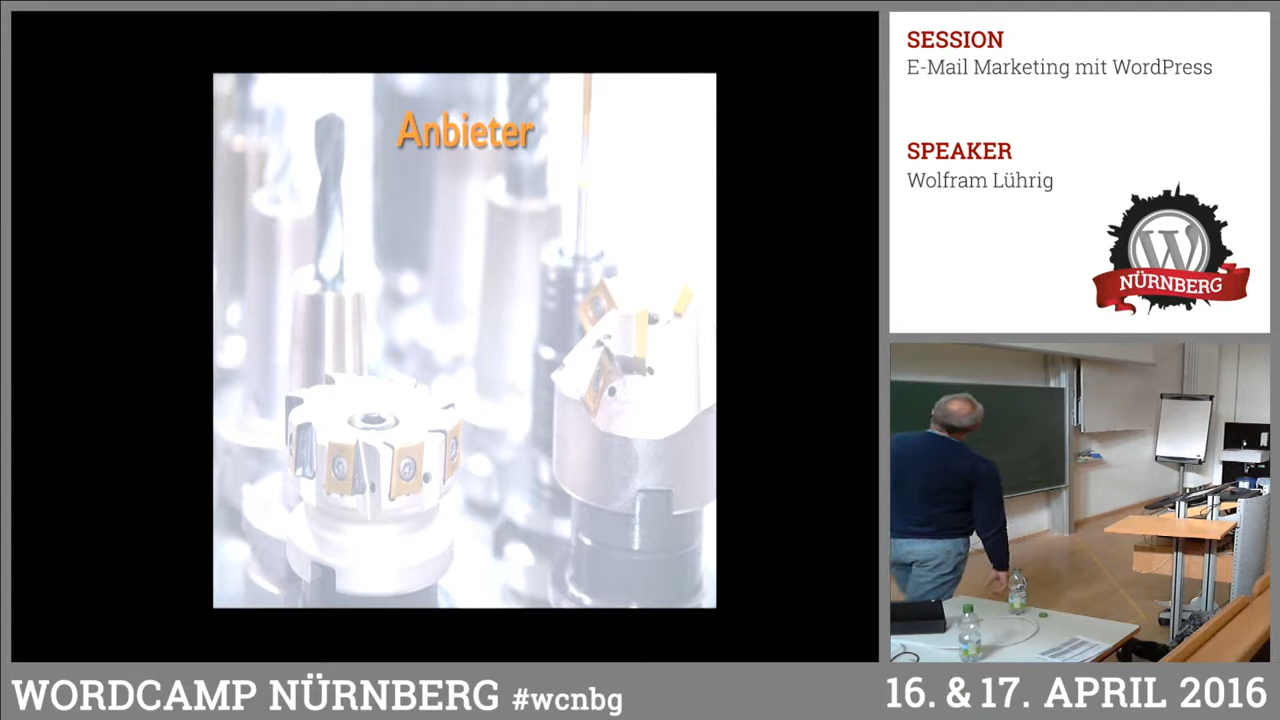 Anbieter
SESSION
E-Mail Marketing mit WordPress
SPEAKER
Wolfram Lührig
W
NÜRNBERG
WORDCAMP NÜRNBERG #wcnbg
16. & 17. APRIL 2016